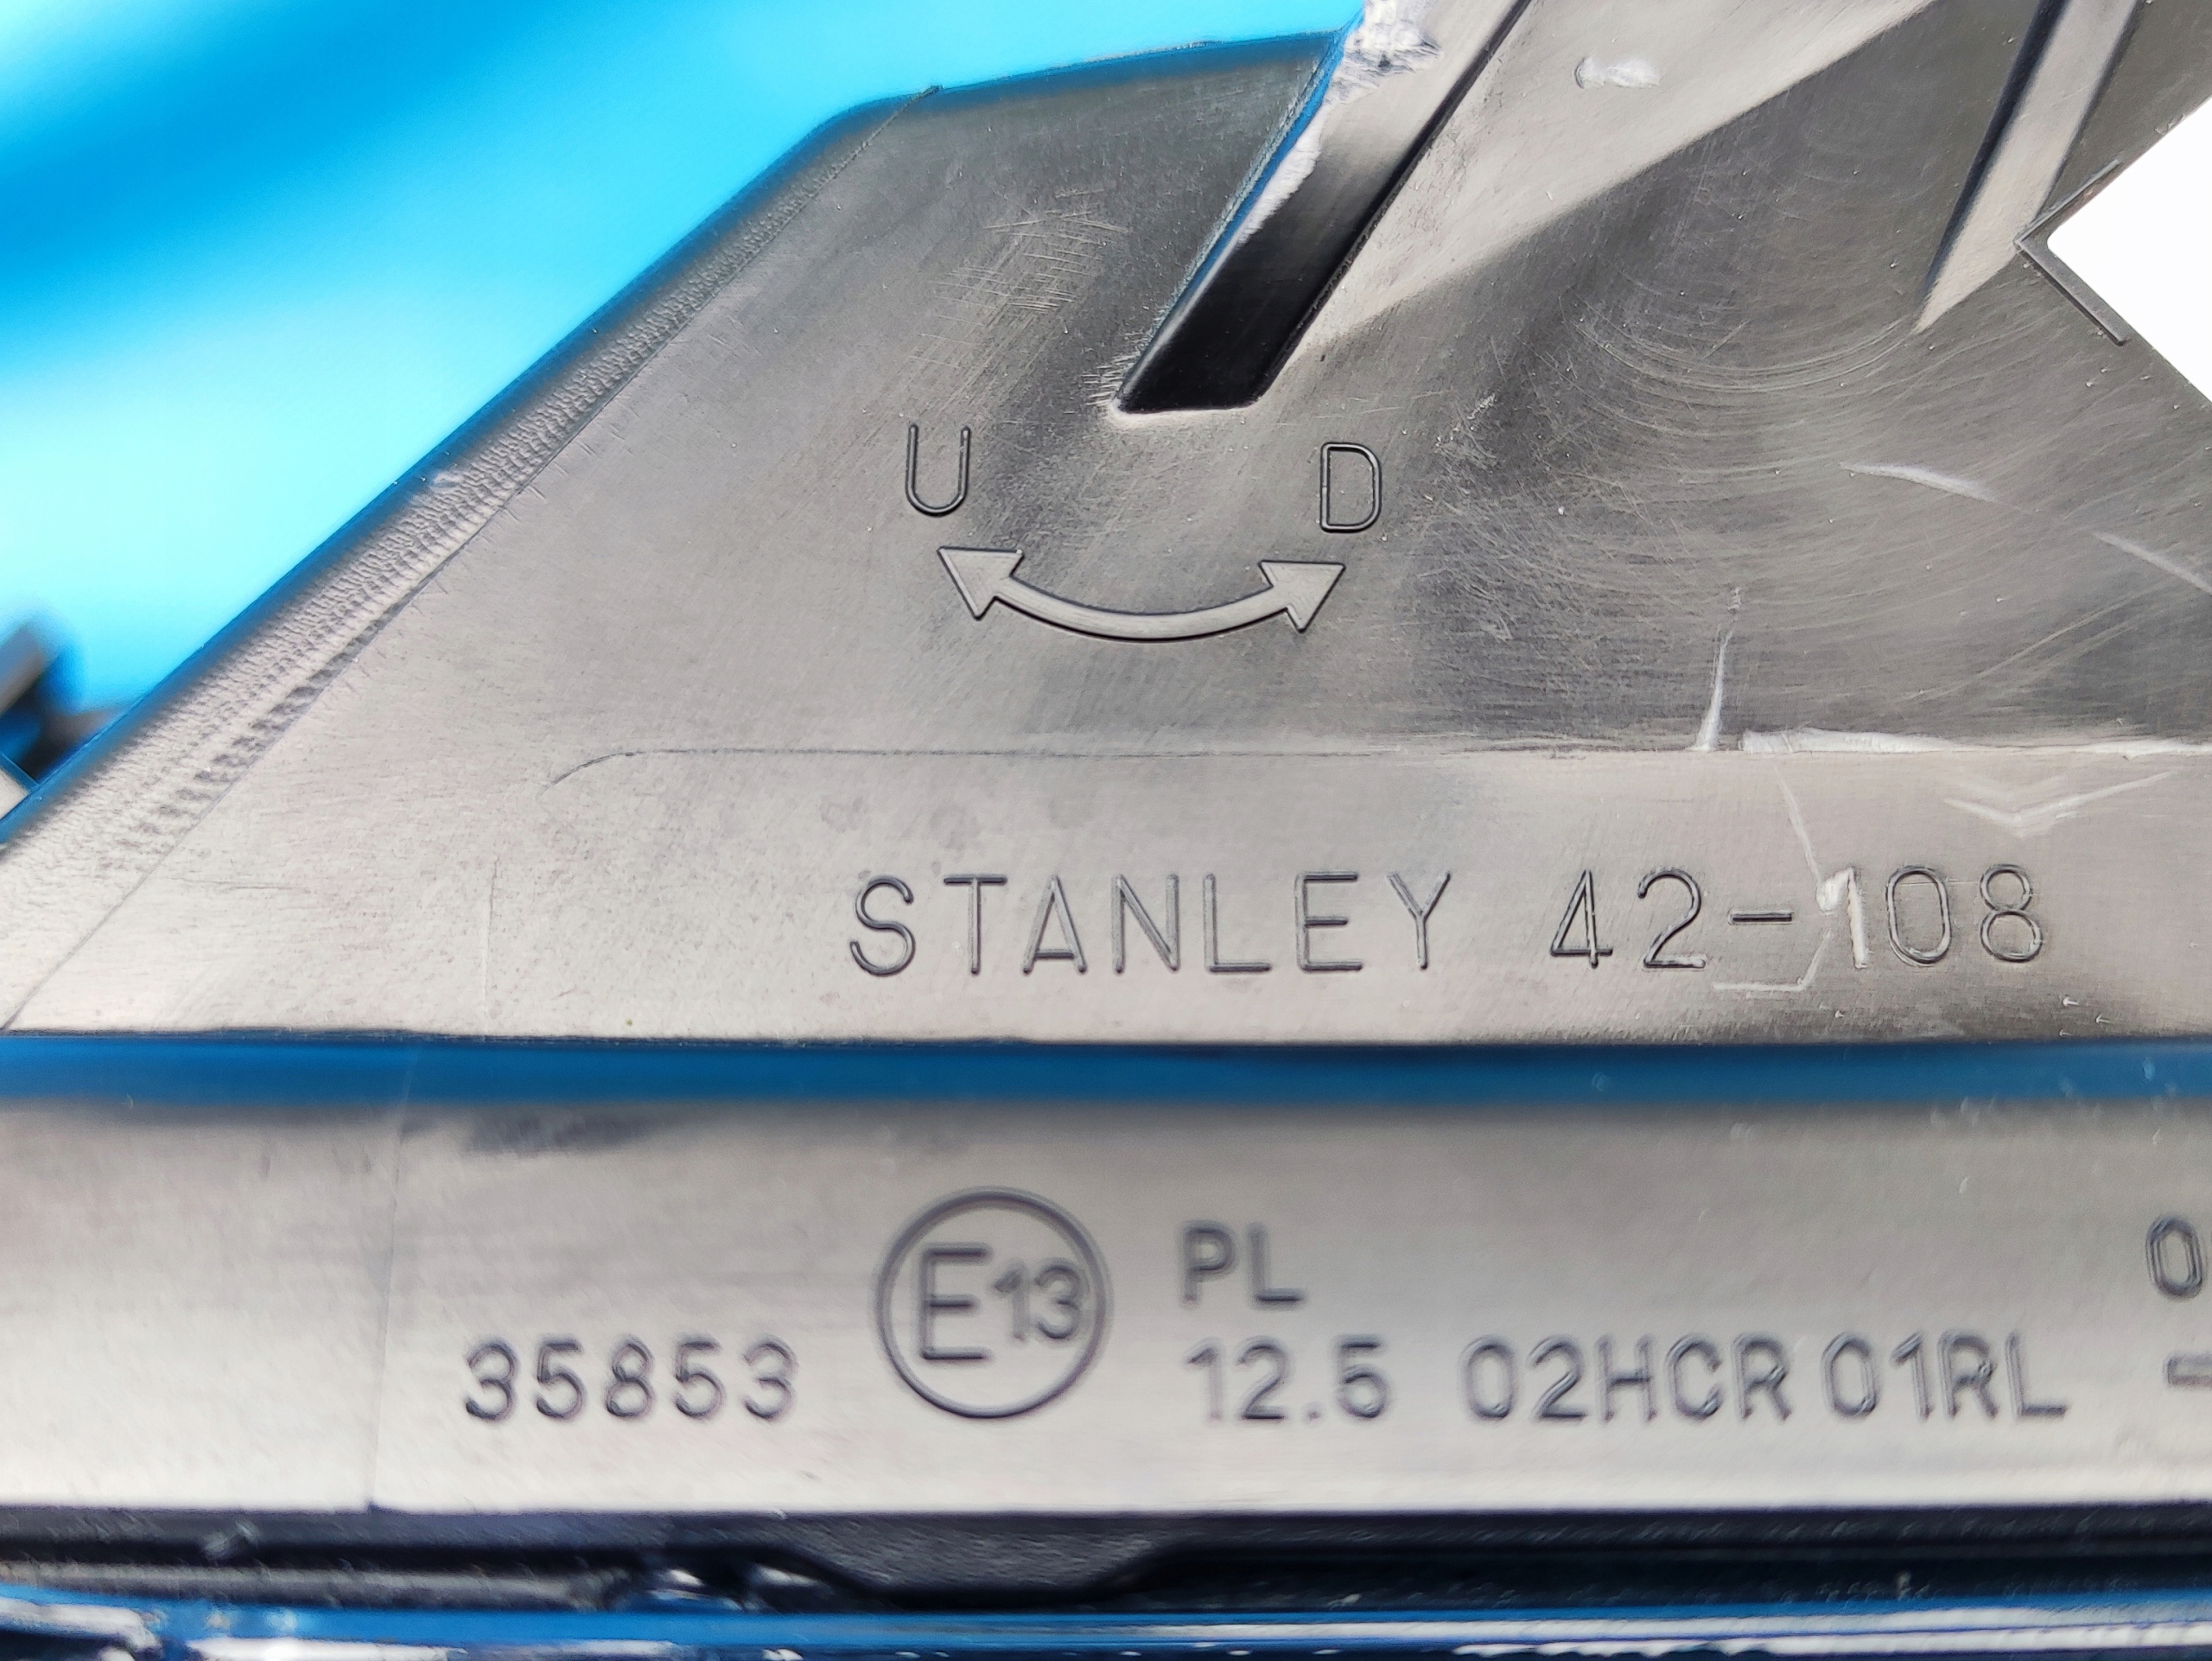 U D
STANLEY 42-108
E13 PL
35853 12.5 02HCR 01RL